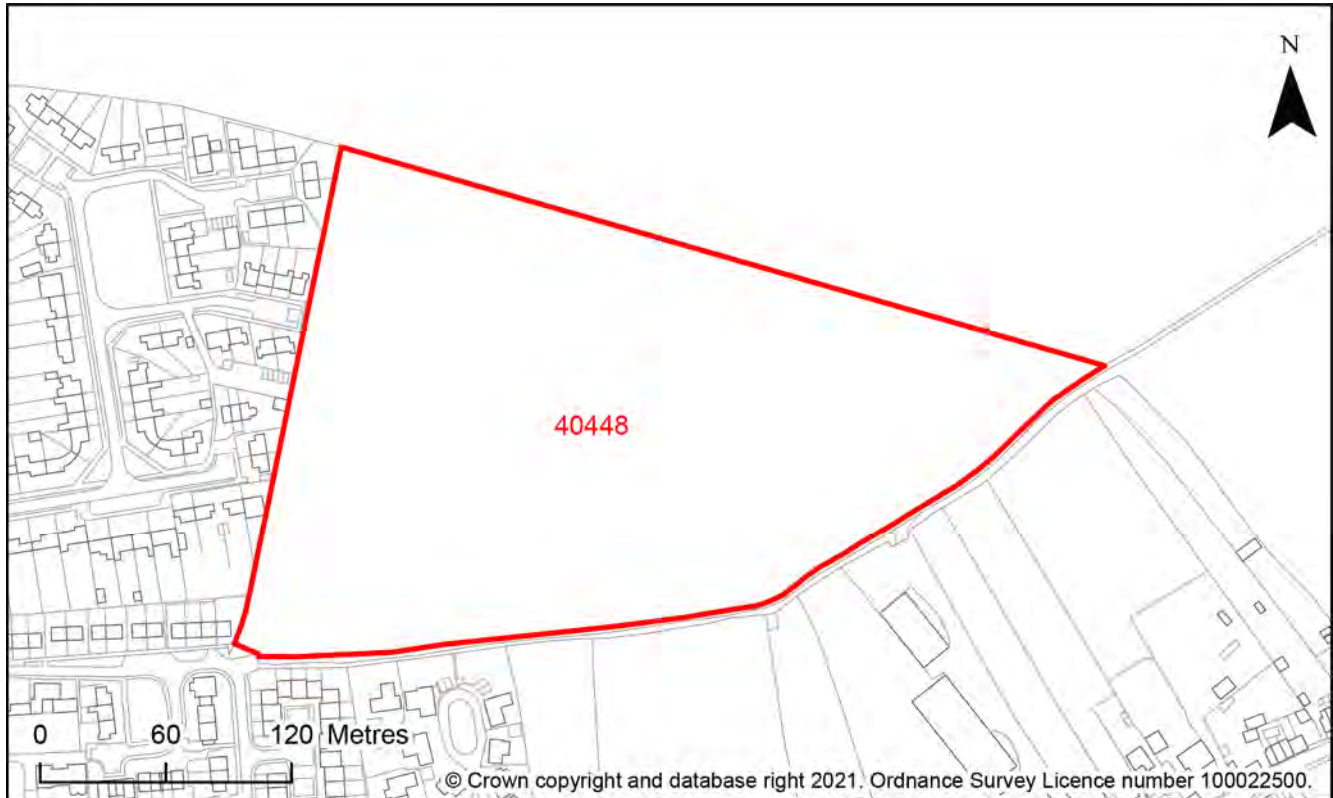 N
40448
0 60 120 Metres
© Crown copyright and database right 2021. Ordnance Survey Licence number 100022500.